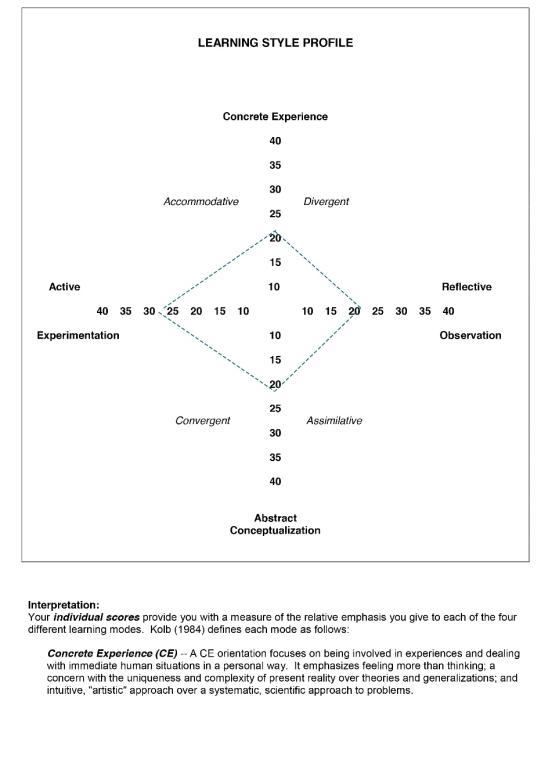 LEARNING STYLE PROFILE
Concrete Experience
40
35
30
Accommodative Divergent
25
20
15
Active 10 Reflective
40 35 30 25 20 15 10 10 15 20 25 30 35 40
Experimentation 10 Observation
15
20
25
Convergent Assimilative
30
35
40
Abstract
Conceptualization
Interpretation:
Your individual scores provide you with a measure of the relative emphasis you give to each of the four
different learning modes. Kolb (1984) defines each mode as follows:
Concrete Experience (CE) -- A CE orientation focuses on being involved in experiences and dealing
with immediate human situations in a personal way. It emphasizes feeling more than thinking; a
concern with the uniqueness and complexity of present reality over theories and generalizations; and
intuitive, "artistic" approach over a systematic, scientific approach to problems.